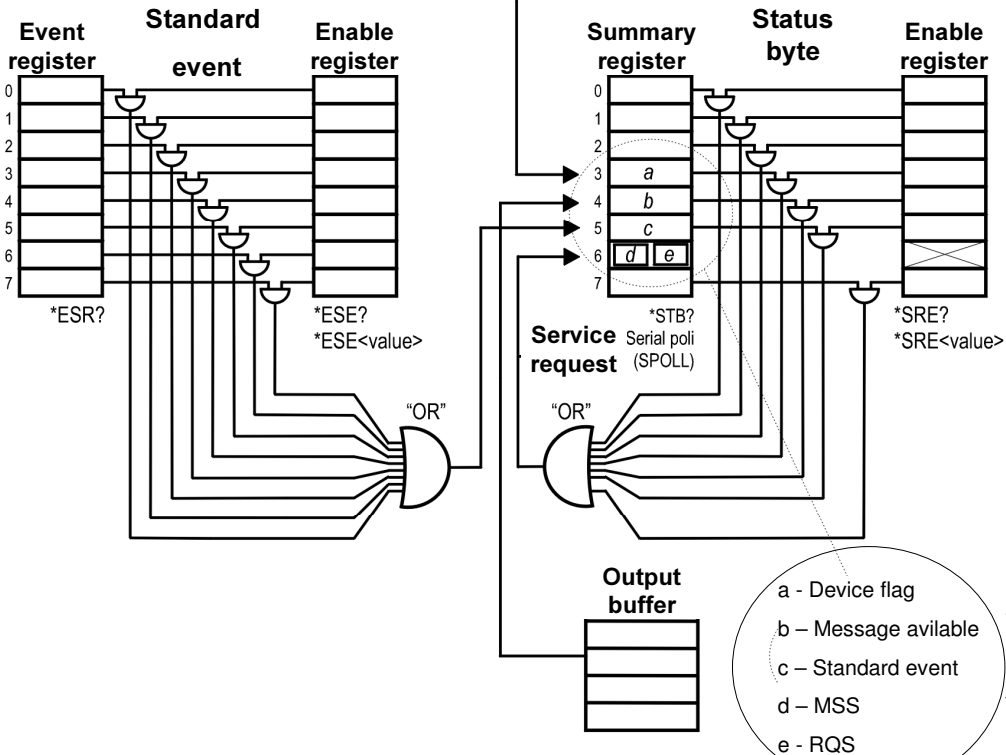 Standard
event
Event
register
Enable
register
0
1
2
3
4
5
6
7
*ESR?
*ESE?
*ESE<value>
"OR"
Status
byte
Summary
register
Enable
register
0
1
2
3
4
5
6
7
a
b
c
d e
*STB?
Serial poli
(SPOLL)
*SRE?
*SRE<value>
Service
request
“OR”
Output
buffer
a - Device flag
b – Message avilable
c – Standard event
d – MSS
e - RQS